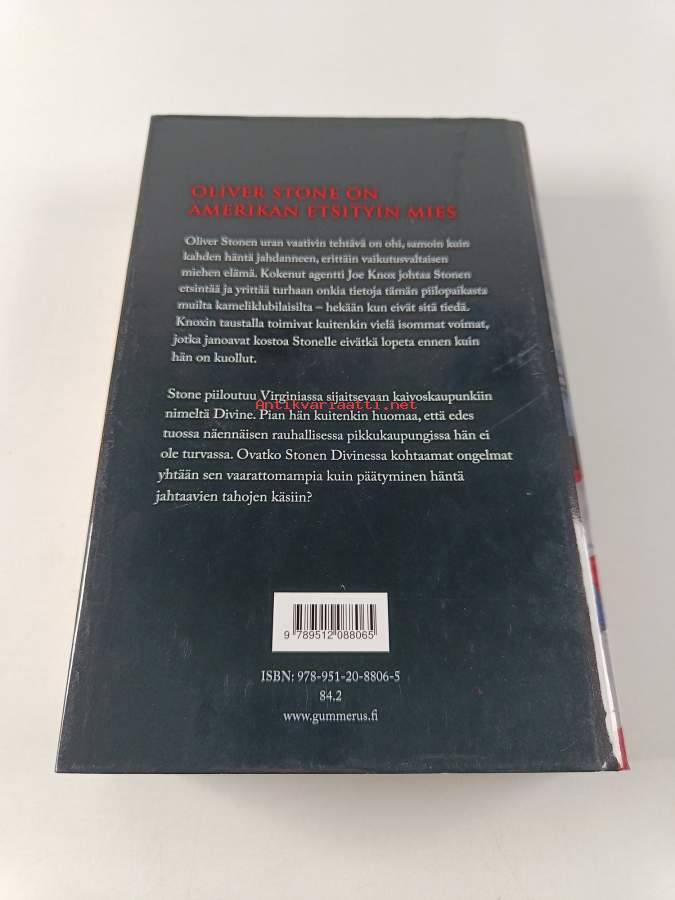 OLIVER STONE ON
AMERIKAN ETSITYIN MIES
Oliver Stonen uran vaativin tehtävä on ohi, samoin kuin
kahden häntä jahdanneen, erittäin vaikutusvaltaisen
miehen elämä. Kokenut agentti Joe Knox johtaa Stonen
etsintää ja yrittää turhaan onkia tietoja tämän piilopaikasta
muilta kameliklubilaisilta – hekään kun eivät sitä tiedä.
Knoxin taustalla toimivat kuitenkin vielä isommat voimat,
jotka janoavat kostoa Stonelle eivätkä lopeta ennen kuin
hän on kuollut.
Stone piiloutuu Virginiassa sijaitsevaan kaivoskaupunkiin
Antikvariaatti.net
nimeltä Divine. Pian hän kuitenkin huomaa, että edes
tuossa näennäisen rauhallisessa pikkukaupungissa hän ei
ole turvassa. Ovatko Stonen Divinessa kohtaamat ongelmat
yhtään sen vaarattomampia kuin päätyminen häntä
jahtaavien tahojen käsiin?
9 789512 088065
ISBN: 978-951-20-8806-5
84.2
www.gummerus.fi